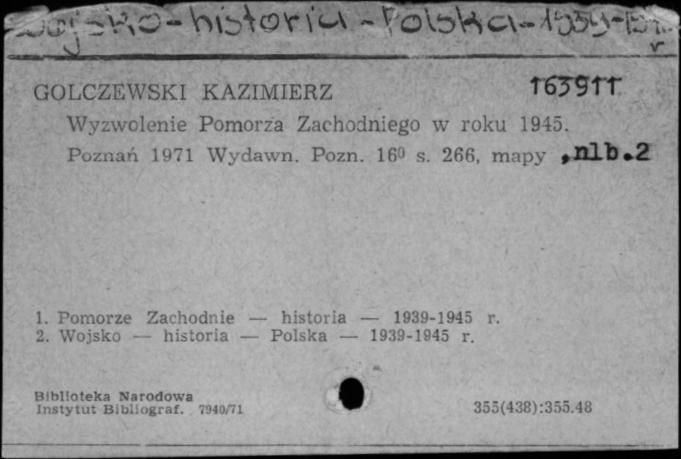 Wojsko - historia - Polska - 1939-1945 r
GOLCZEWSKI KAZIMIERZ 163911
Wyzwolenie Pomorza Zachodniego w roku 1945.
Poznań 1971 Wydawn. Pozn. 16⁰ s. 266, mapy ,nlb.2
1. Pomorze Zachodnie — historia — 1939-1945 r.
2. Wojsko — historia — Polska — 1939-1945 r.
Biblioteka Narodowa
Instytut Bibliograf. 7940/71 355(438):355.48